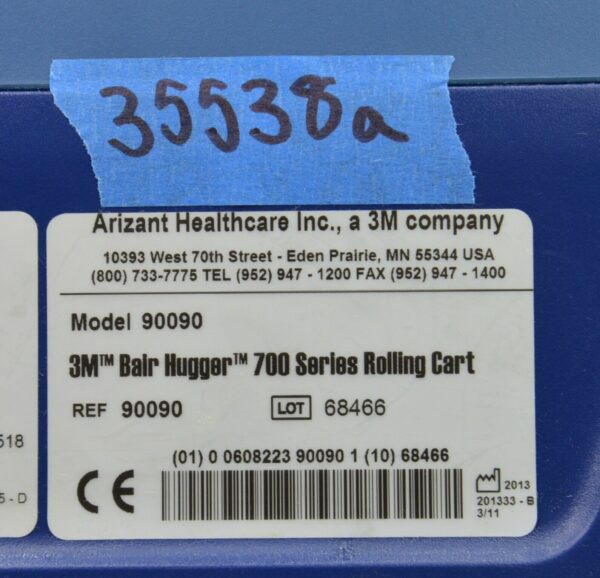 35538a
Arizant Healthcare Inc., a 3M company
10393 West 70th Street - Eden Prairie, MN 55344 USA
(800) 733-7775 TEL (952) 947 - 1200 FAX (952) 947 - 1400
Model 90090
3M™ Bair Hugger™ 700 Series Rolling Cart
REF 90090 LOT 68466
(01) 0 0608223 90090 1 (10) 68466
518
5 - D
CE
2013
201333 - B
3/11